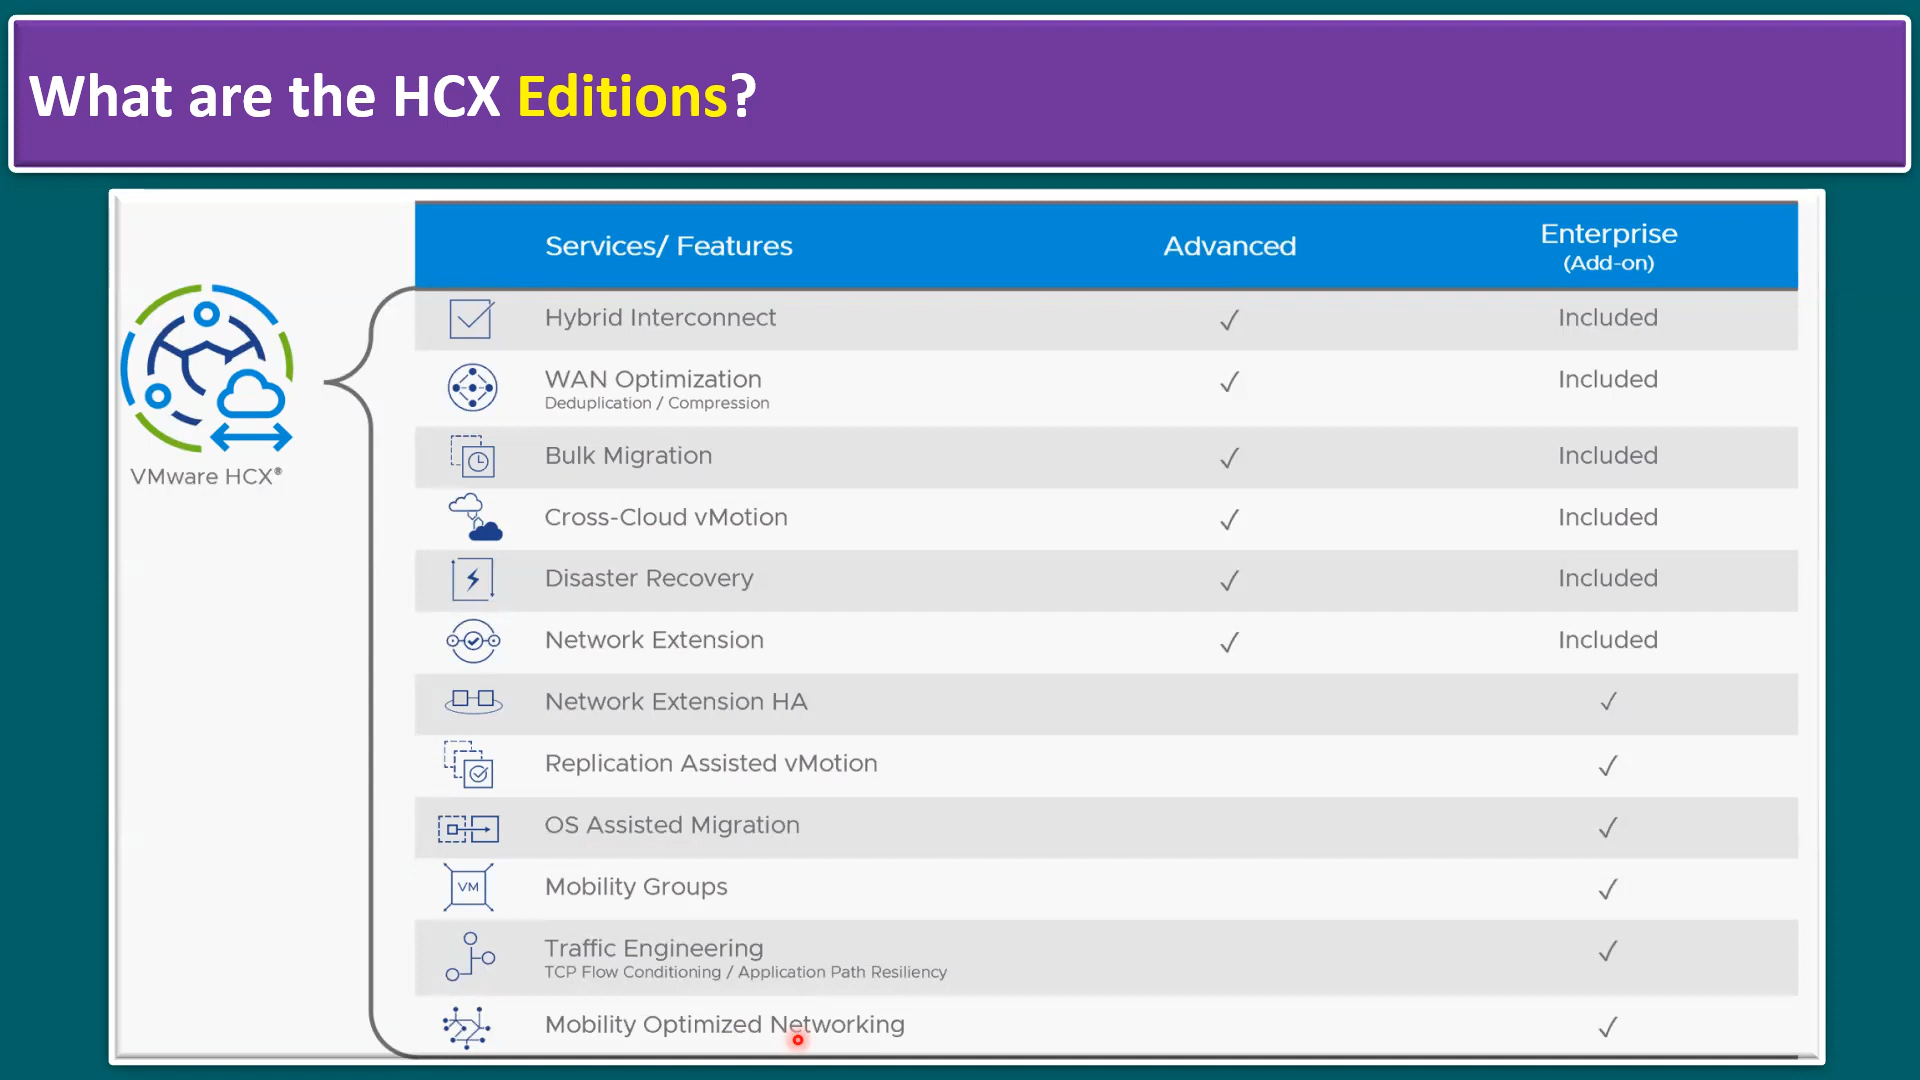 What are the HCX Editions?
Services/ Features
Advanced
Enterprise
(Add-on)
VMware HCX®
Hybrid Interconnect
✓
Included
WAN Optimization
Deduplication / Compression
✓
Included
Bulk Migration
✓
Included
Cross-Cloud vMotion
✓
Included
Disaster Recovery
✓
Included
Network Extension
✓
Included
Network Extension HA
✓
Replication Assisted vMotion
✓
OS Assisted Migration
✓
VM
Mobility Groups
✓
Traffic Engineering
TCP Flow Conditioning / Application Path Resiliency
✓
Mobility Optimized Networking
✓